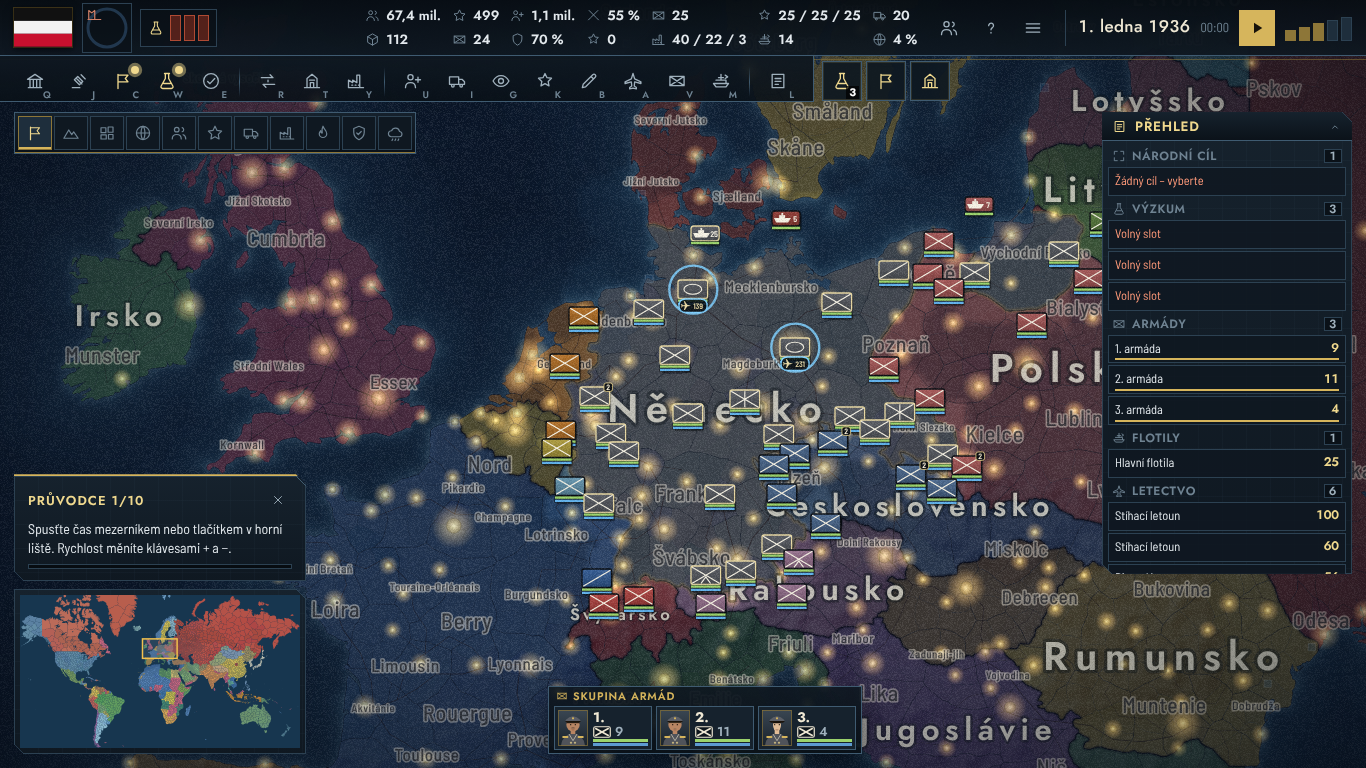 67,4 mil.
499
1,1 mil.
55 %
25
25 / 25 / 25
20
112
24
70 %
0
40 / 22 / 3
14
4 %
?
1. ledna 1936
00:00
Q
J
C
W
E
R
T
Y
U
I
G
K
B
A
V
M
L
3
PŘEHLED
NÁRODNÍ CÍL
1
Žádný cíl – vyberte
VÝZKUM
3
Volný slot
Volný slot
Volný slot
ARMÁDY
3
1. armáda
9
2. armáda
11
3. armáda
4
FLOTILY
1
Hlavní flotila
25
LETECTVO
6
Stíhací letoun
100
Stíhací letoun
60
Lotyšsko
Pskov
Småland
Skåne
Severní Jutsko
Jižní Jutsko
Sjælland
Jižní Skotsko
Severní Irsko
Cumbria
Irsko
Munster
Střední Wales
Essex
Kornwall
5
7
25
Mecklenbursko
139
231
Magdeburk
Poznaň
Polsk
Lublin
Kielce
Německo
Nord
Pikardie
Champagne
Lotrinsko
Švábsko
Československo
Dolní Rakousy
Miskolc
Debrecen
Bukovina
Oděsa
Rumunsko
Muntenie
Dobrudža
Rakousko
Švýcarsko
Burgundsko
Touraine-Orléanais
Loira
Berry
Limousin
Lyonnais
Akvitánie
Rouergue
Toulouse
Friuli
Maribor
Zadunají-jih
Vojvodina
Benátsko
Lika
Jugoslávie
Niš
Toskánsko
PRŮVODCE 1/10
Spusťte čas mezerníkem nebo tlačítkem v horní
liště. Rychlost měníte klávesami + a –.
SKUPINA ARMÁD
1.
9
2.
11
3.
4